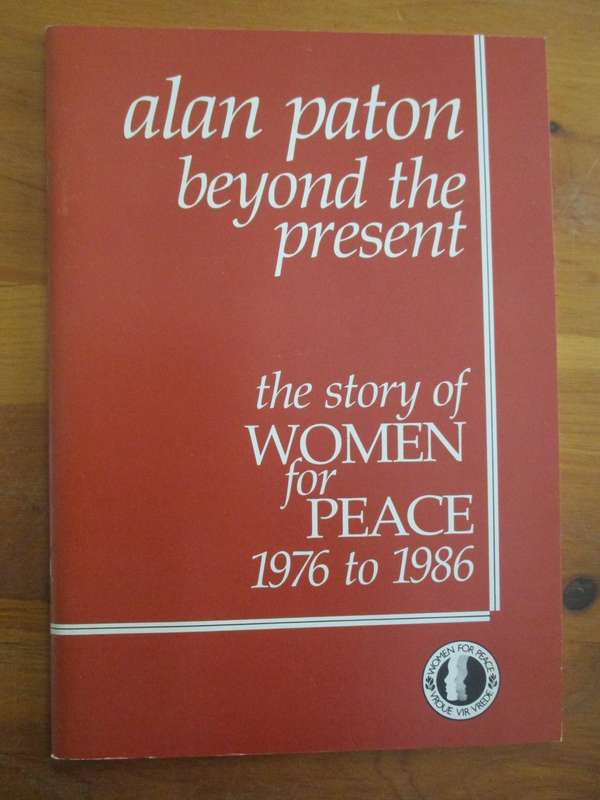 alan paton
beyond the
present
the story of
WOMEN
for
PEACE
1976 to 1986
WOMEN FOR PEACE
VROUE VIR VREDE